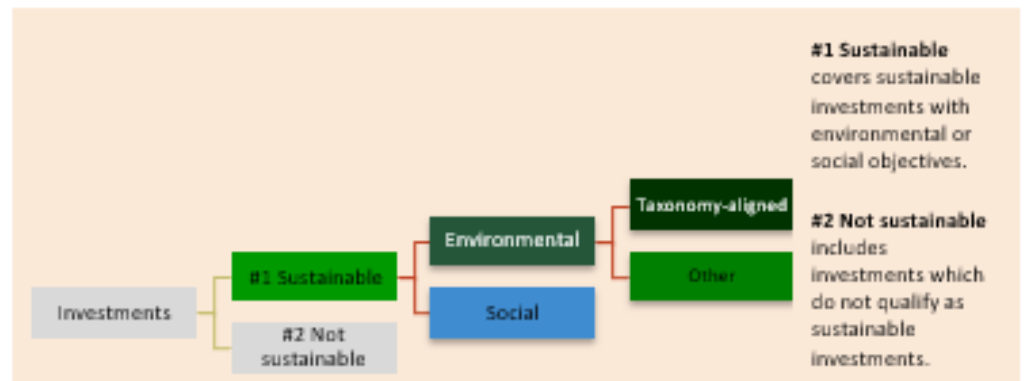 Investments
#1 Sustainable
#2 Not
sustainable
Environmental
Social
Taxonomy-aligned
Other
#1 Sustainable
covers sustainable
investments with
environmental or
social objectives.
#2 Not sustainable
includes
investments which
do not qualify as
sustainable
investments.